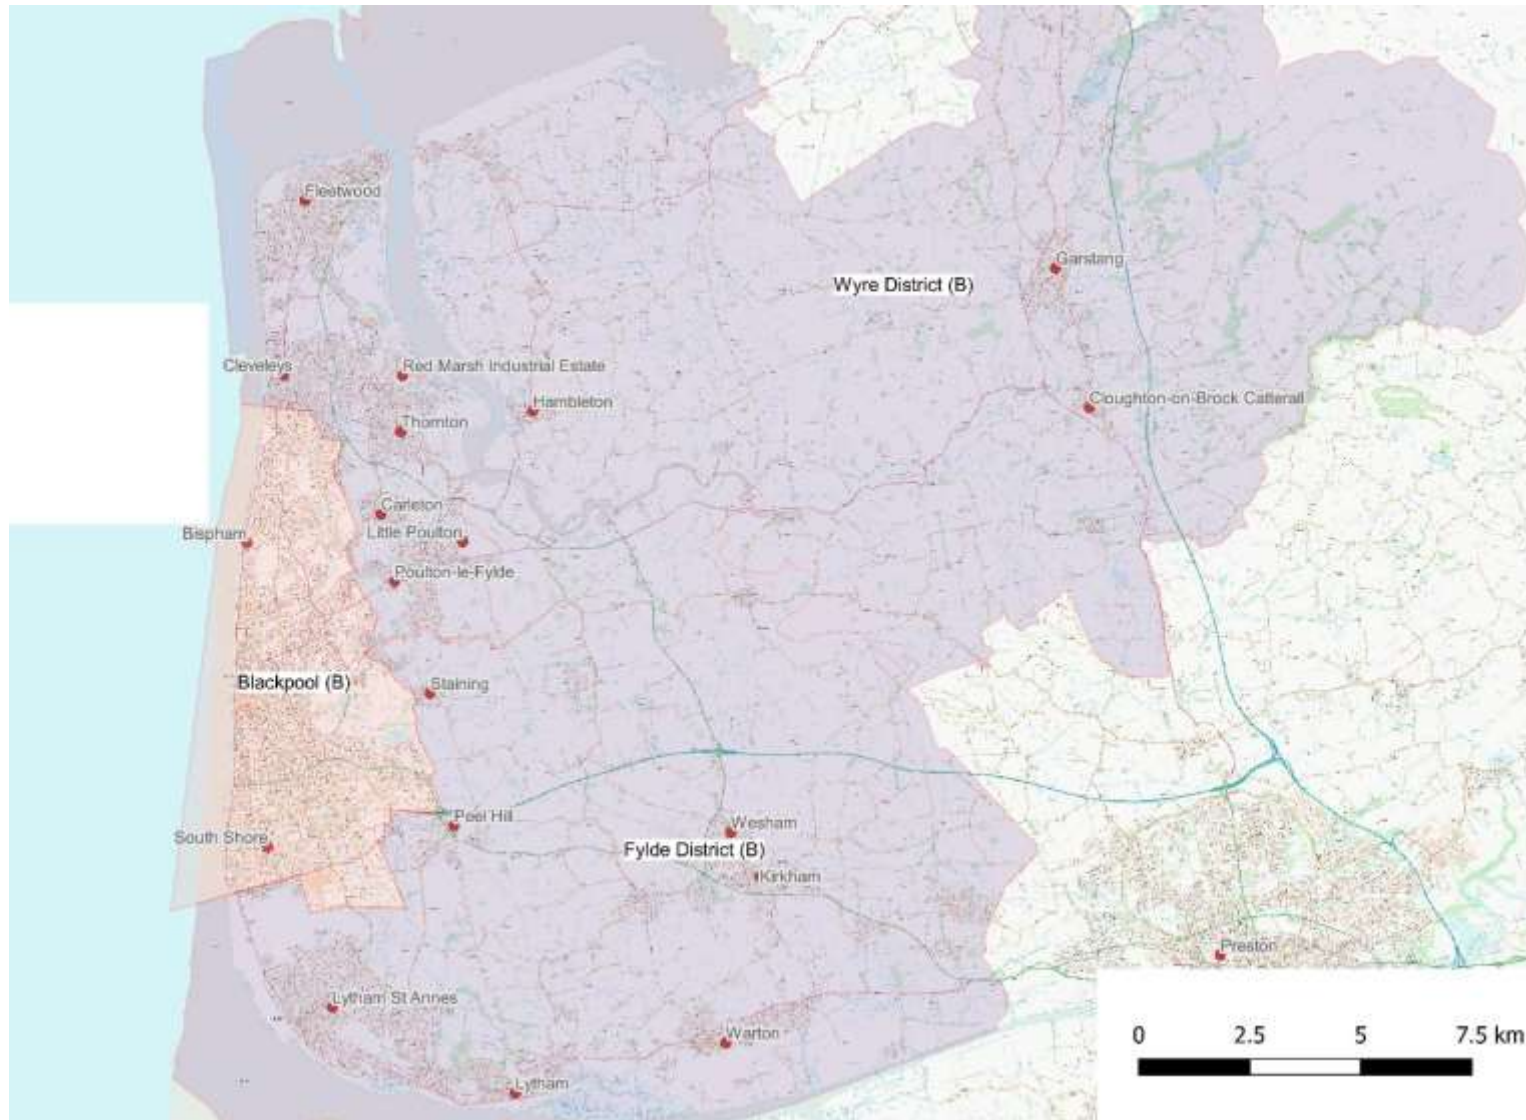 Fleetwood
Garstang
Wyre District (B)
Cleveleys
Red Marsh Industrial Estate
Hambleton
Cloughton-on-Brock Catterall
Thornton
Carleton
Bispham
Little Poulton
Poulton-le-Fylde
Blackpool (B)
Staining
Peel Hill
Wesham
South Shore
Fylde District (B)
Kirkham
Preston
Lytham St Annes
Warton
Lytham
0 2.5 5 7.5 km